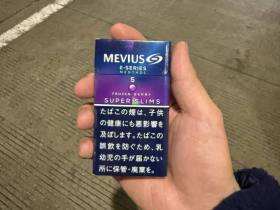 MEVIUS
E-SERIES
MENTHOL
5
FROZEN BERRY
SUPER SLIMS
たばこの煙は、子供
の健康にも悪影響を
及ぼします。たばこの
誤飲を防ぐため、乳
幼児の手が届かない
所に保管・廃棄を。